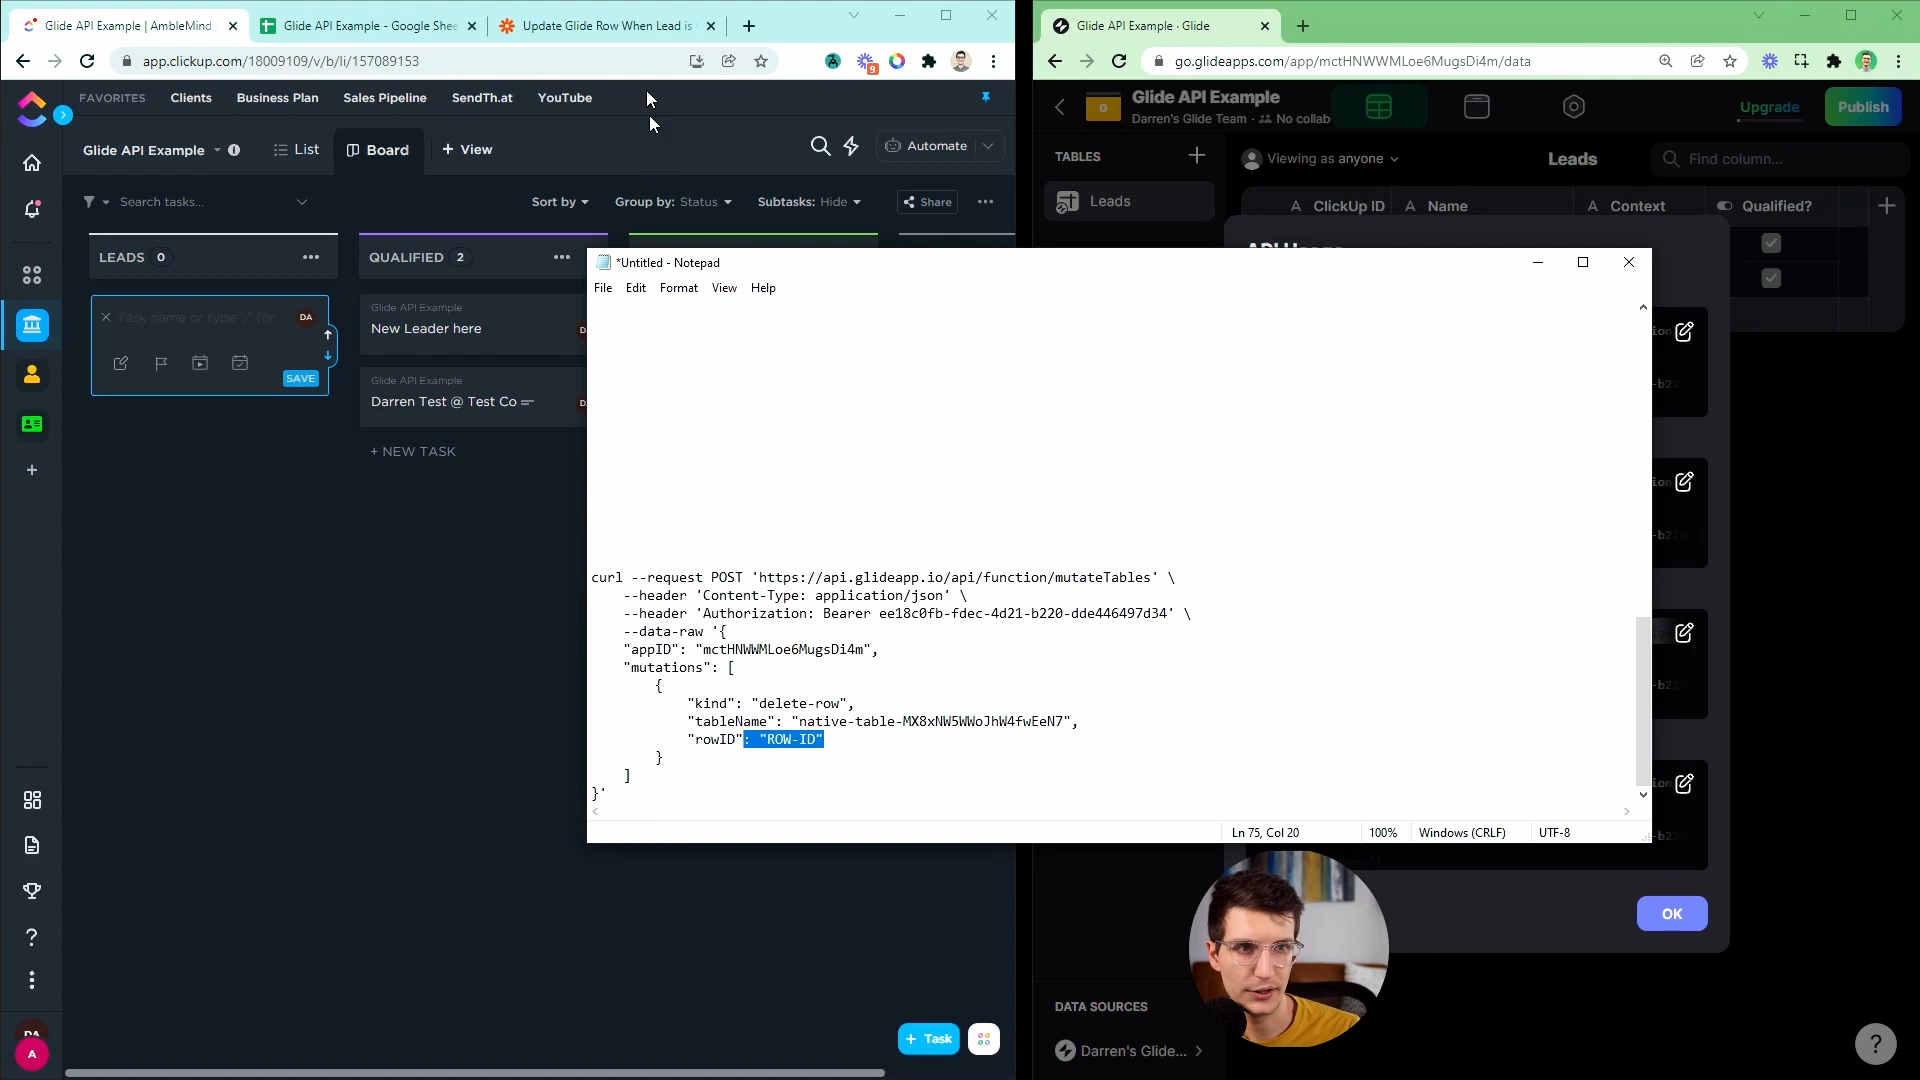 Glide API Example | AmbleMind
Glide API Example - Google Shee
Update Glide Row When Lead is
app.clickup.com/18009109/v/b/li/157089153
9
FAVORITES
Clients
Business Plan
Sales Pipeline
SendTh.at
YouTube
Glide API Example
List
Board
+ View
Automate
Search tasks...
Sort by
Group by: Status
Subtasks: Hide
Share
LEADS 0
QUALIFIED 2
Task name or type '/' for
DA
SAVE
Glide API Example
New Leader here
Glide API Example
Darren Test @ Test Co
+ NEW TASK
+ Task
DA
A
*Untitled - Notepad
File Edit Format View Help
curl --request POST 'https://api.glideapp.io/api/function/mutateTables' \
--header 'Content-Type: application/json' \
--header 'Authorization: Bearer ee18c0fb-fdec-4d21-b220-dde446497d34' \
--data-raw '{
"appID": "mctHNWWMLoe6MugsDi4m",
"mutations": [
{
"kind": "delete-row",
"tableName": "native-table-MX8xNW5WWoJhW4fwEeN7",
"rowID": "ROW-ID"
}
]
}'
Ln 75, Col 20
100%
Windows (CRLF)
UTF-8
Glide API Example · Glide
go.glideapps.com/app/mctHNWWMLoe6MugsDi4m/data
G
Glide API Example
Darren's Glide Team · No collab
Upgrade
Publish
TABLES
Viewing as anyone
Leads
Find column...
Leads
A ClickUp ID
A Name
A Context
Qualified?
OK
DATA SOURCES
Darren's Glide...
?